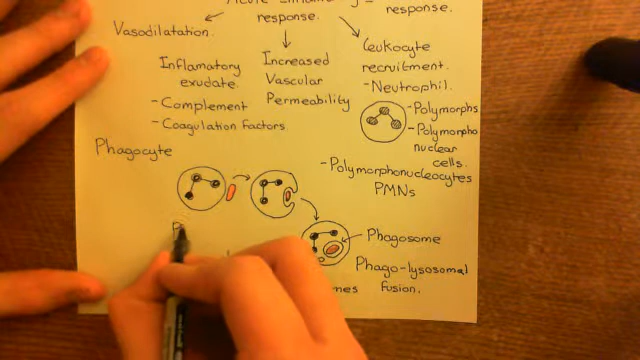 response.
response.
Vasodilatation.
Inflamatory
exudate.
- Complement
- Coagulation factors
Increased
Vascular
Permeability
Leukocyte
recruitment.
- Neutrophil.
- Polymorphs
- Polymorpho
nuclear
cells.
- Polymorphonucleocytes
PMNs
Phagocyte
Phagosome
Phago-lysosomal
fusion.